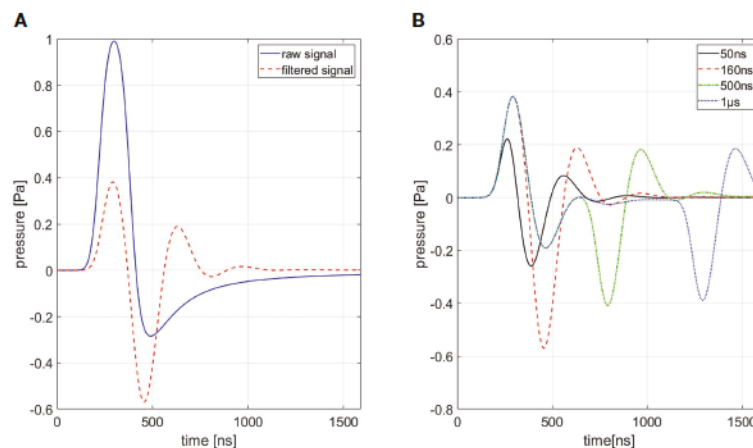 A
raw signal
filtered signal
pressure [Pa]
1
0.8
0.6
0.4
0.2
0
-0.2
-0.4
-0.6
0
500
1000
1500
time [ns]
B
50ns
160ns
500ns
1µs
pressure [Pa]
0.6
0.4
0.2
0
-0.2
-0.4
-0.6
-0.8
0
500
1000
1500
time[ns]